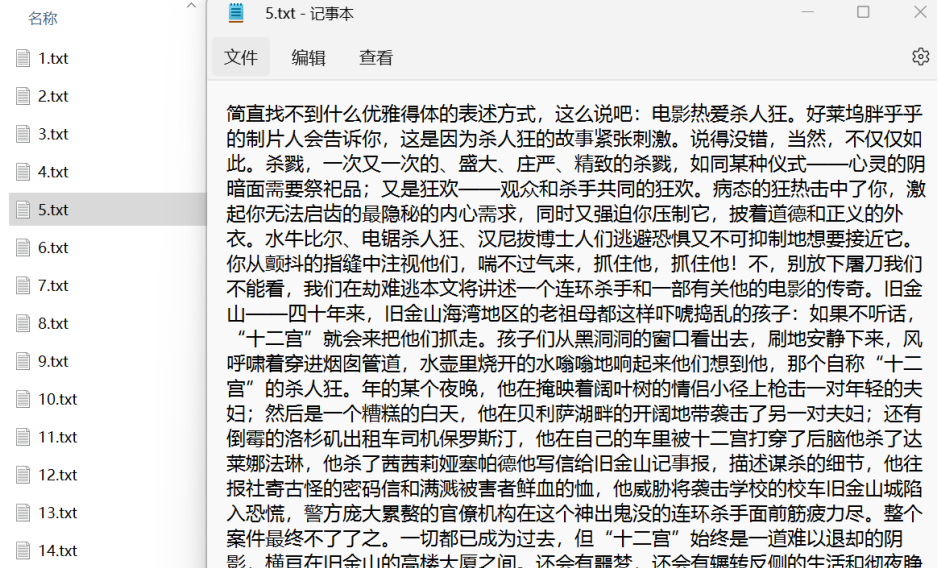 名称
1.txt
2.txt
3.txt
4.txt
5.txt
6.txt
7.txt
8.txt
9.txt
10.txt
11.txt
12.txt
13.txt
14.txt
5.txt - 记事本
文件 编辑 查看
简直找不到什么优雅得体的表述方式，这么说吧：电影热爱杀人狂。好莱坞胖乎乎
的制片人会告诉你，这是因为杀人狂的故事紧张刺激。说得没错，当然，不仅仅如
此。杀戮，一次又一次的、盛大、庄严、精致的杀戮，如同某种仪式——心灵的阴
暗面需要祭祀品；又是狂欢——观众和杀手共同的狂欢。病态的狂热击中了你，激
起你无法启齿的最隐秘的内心需求，同时又强迫你压制它，披着道德和正义的外
衣。水牛比尔、电锯杀人狂、汉尼拔博士人们逃避恐惧又不可抑制地想要接近它。
你从颤抖的指缝中注视他们，喘不过气来，抓住他，抓住他！不，别放下屠刀我们
不能看，我们在劫难逃本文将讲述一个连环杀手和一部有关他的电影的传奇。旧金
山——四十年来，旧金山海湾地区的老祖母都这样吓唬捣乱的孩子：如果不听话，
“十二宫”就会来把他们抓走。孩子们从黑洞洞的窗口看出去，刷地安静下来，风
呼啸着穿进烟囱管道，水壶里烧开的水嗡嗡地响起来他们想到他，那个自称“十二
宫”的杀人狂。年的某个夜晚，他在掩映着阔叶树的情侣小径上枪击一对年轻的夫
妇；然后是一个糟糕的白天，他在贝利萨湖畔的开阔地带袭击了另一对夫妇；还有
倒霉的洛杉矶出租车司机保罗斯汀，他在自己的车里被十二宫打穿了后脑他杀了达
莱娜法琳，他杀了茜茜莉娅塞帕德他写信给旧金山记事报，描述谋杀的细节，他往
报社寄古怪的密码信和满溅被害者鲜血的恤，他威胁将袭击学校的校车旧金山城陷
入恐慌，警方庞大累赘的官僚机构在这个神出鬼没的连环杀手面前筋疲力尽。整个
案件最终不了了之。一切都已成为过去，但“十二宫”始终是一道难以退却的阴
影，横亘在旧金山的高楼大厦之间。还会有噩梦，还会有辗转反侧的生活和彻夜睁